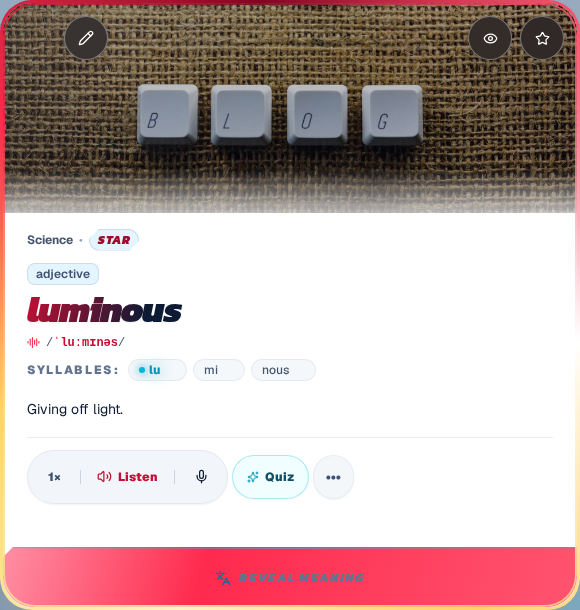 B L O G
Science · STAR
adjective
luminous
/ˈluːmɪnəs/
SYLLABLES: lu mi nous
Giving off light.
1× Listen Quiz •••
REVEAL MEANING